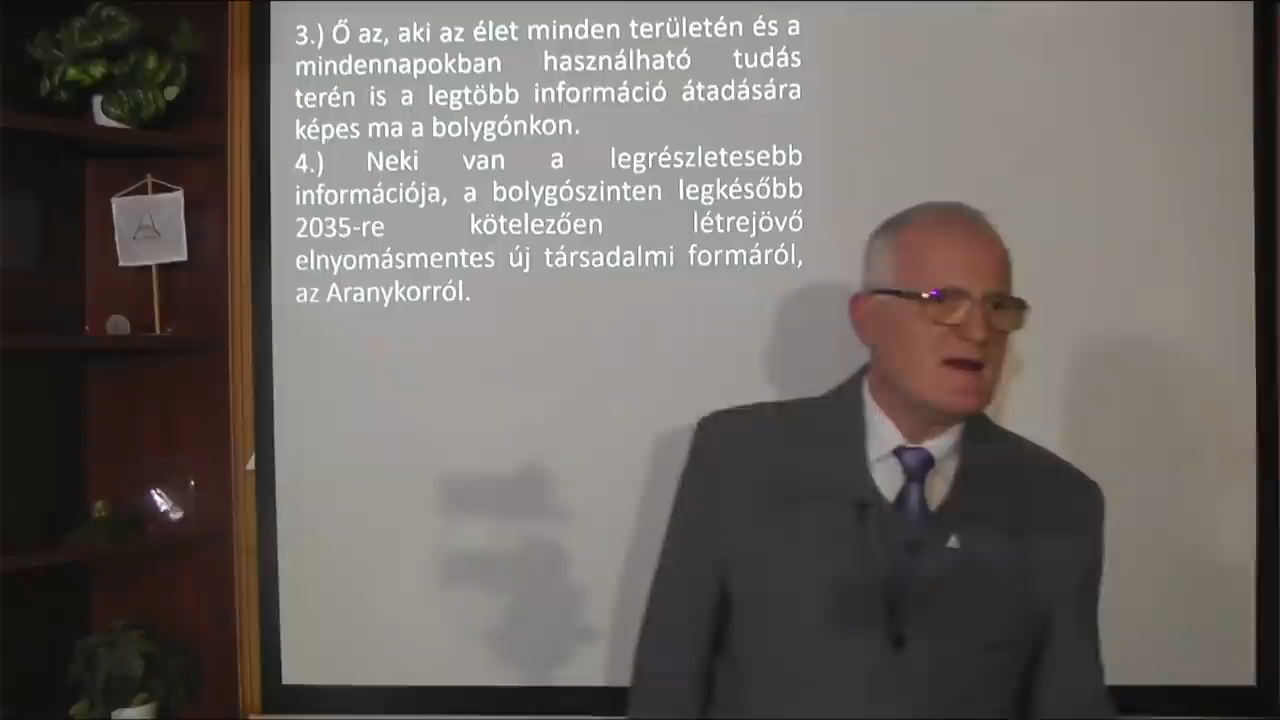 3.) Ő az, aki az élet minden területén és a
mindennapokban használható tudás
terén is a legtöbb információ átadására
képes ma a bolygónkon.
4.) Neki van a legrészletesebb
információja, a bolygószinten legkésőbb
2035-re kötelezően létrejövő
elnyomásmentes új társadalmi formáról,
az Aranykorról.